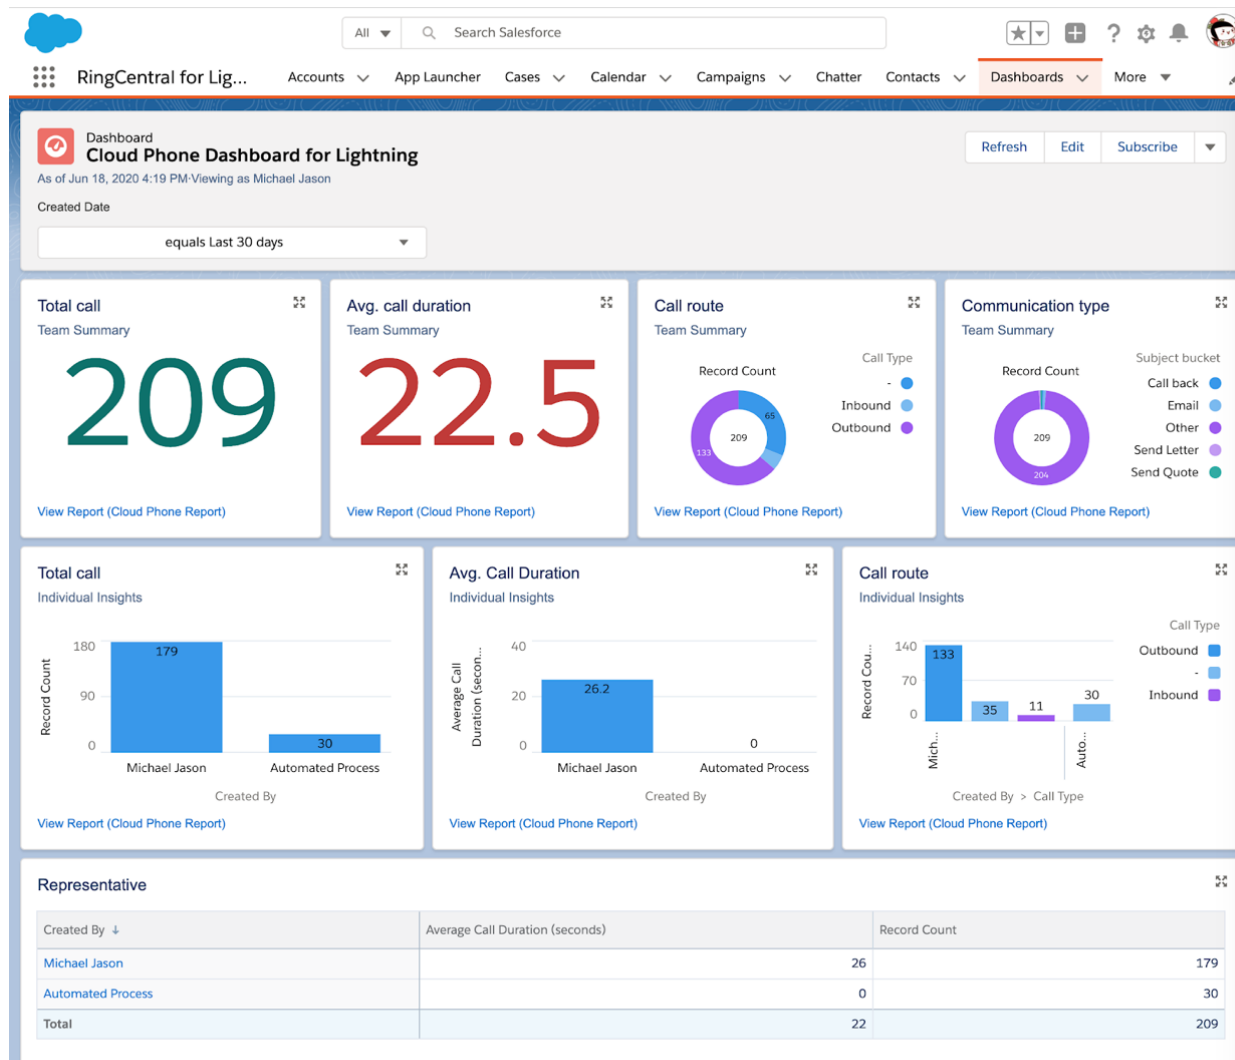 All
Search Salesforce
RingCentral for Lig...
Accounts
App Launcher
Cases
Calendar
Campaigns
Chatter
Contacts
Dashboards
More
Dashboard
Cloud Phone Dashboard for Lightning
As of Jun 18, 2020 4:19 PM·Viewing as Michael Jason
Refresh
Edit
Subscribe
Created Date
equals Last 30 days
Total call
Team Summary
209
View Report (Cloud Phone Report)
Avg. call duration
Team Summary
22.5
View Report (Cloud Phone Report)
Call route
Team Summary
Record Count
Call Type
-
Inbound
Outbound
65
209
133
View Report (Cloud Phone Report)
Communication type
Team Summary
Record Count
Subject bucket
Call back
Email
Other
Send Letter
Send Quote
209
204
View Report (Cloud Phone Report)
Total call
Individual Insights
Record Count
180
90
0
179
30
Michael Jason
Automated Process
Created By
View Report (Cloud Phone Report)
Avg. Call Duration
Individual Insights
Average Call
Duration (secon...
40
20
0
26.2
0
Michael Jason
Automated Process
Created By
View Report (Cloud Phone Report)
Call route
Individual Insights
Record Cou...
140
70
0
133
35
11
30
Mich...
Auto...
Created By > Call Type
Call Type
Outbound
-
Inbound
View Report (Cloud Phone Report)
Representative
Created By ↓ Average Call Duration (seconds) Record Count
Michael Jason 26 179
Automated Process 0 30
Total 22 209